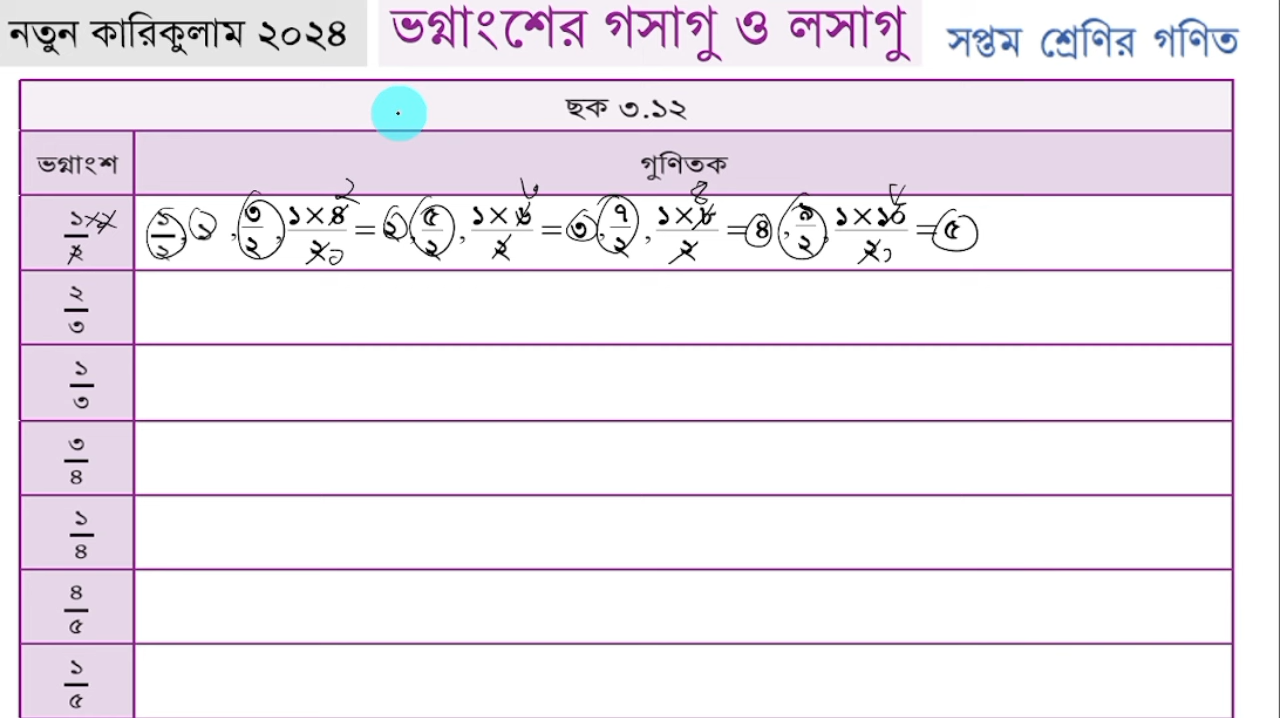 নতুন কারিকুলাম ২০২৪ ভগ্নাংশের গসাগু ও লসাগু সপ্তম শ্রেণির গণিত
ছক ৩.১২
ভগ্নাংশ গুণিতক
১/২ ×২ ১/২, ১, ৩/২, ১×৪/২ = ২, ৫/২, ১×৬/২ = ৩, ৭/২, ১×৮/২ = ৪, ৯/২, ১×১০/২ = ৫
২/৩
১/৩
৩/৪
১/৪
৪/৫
১/৫